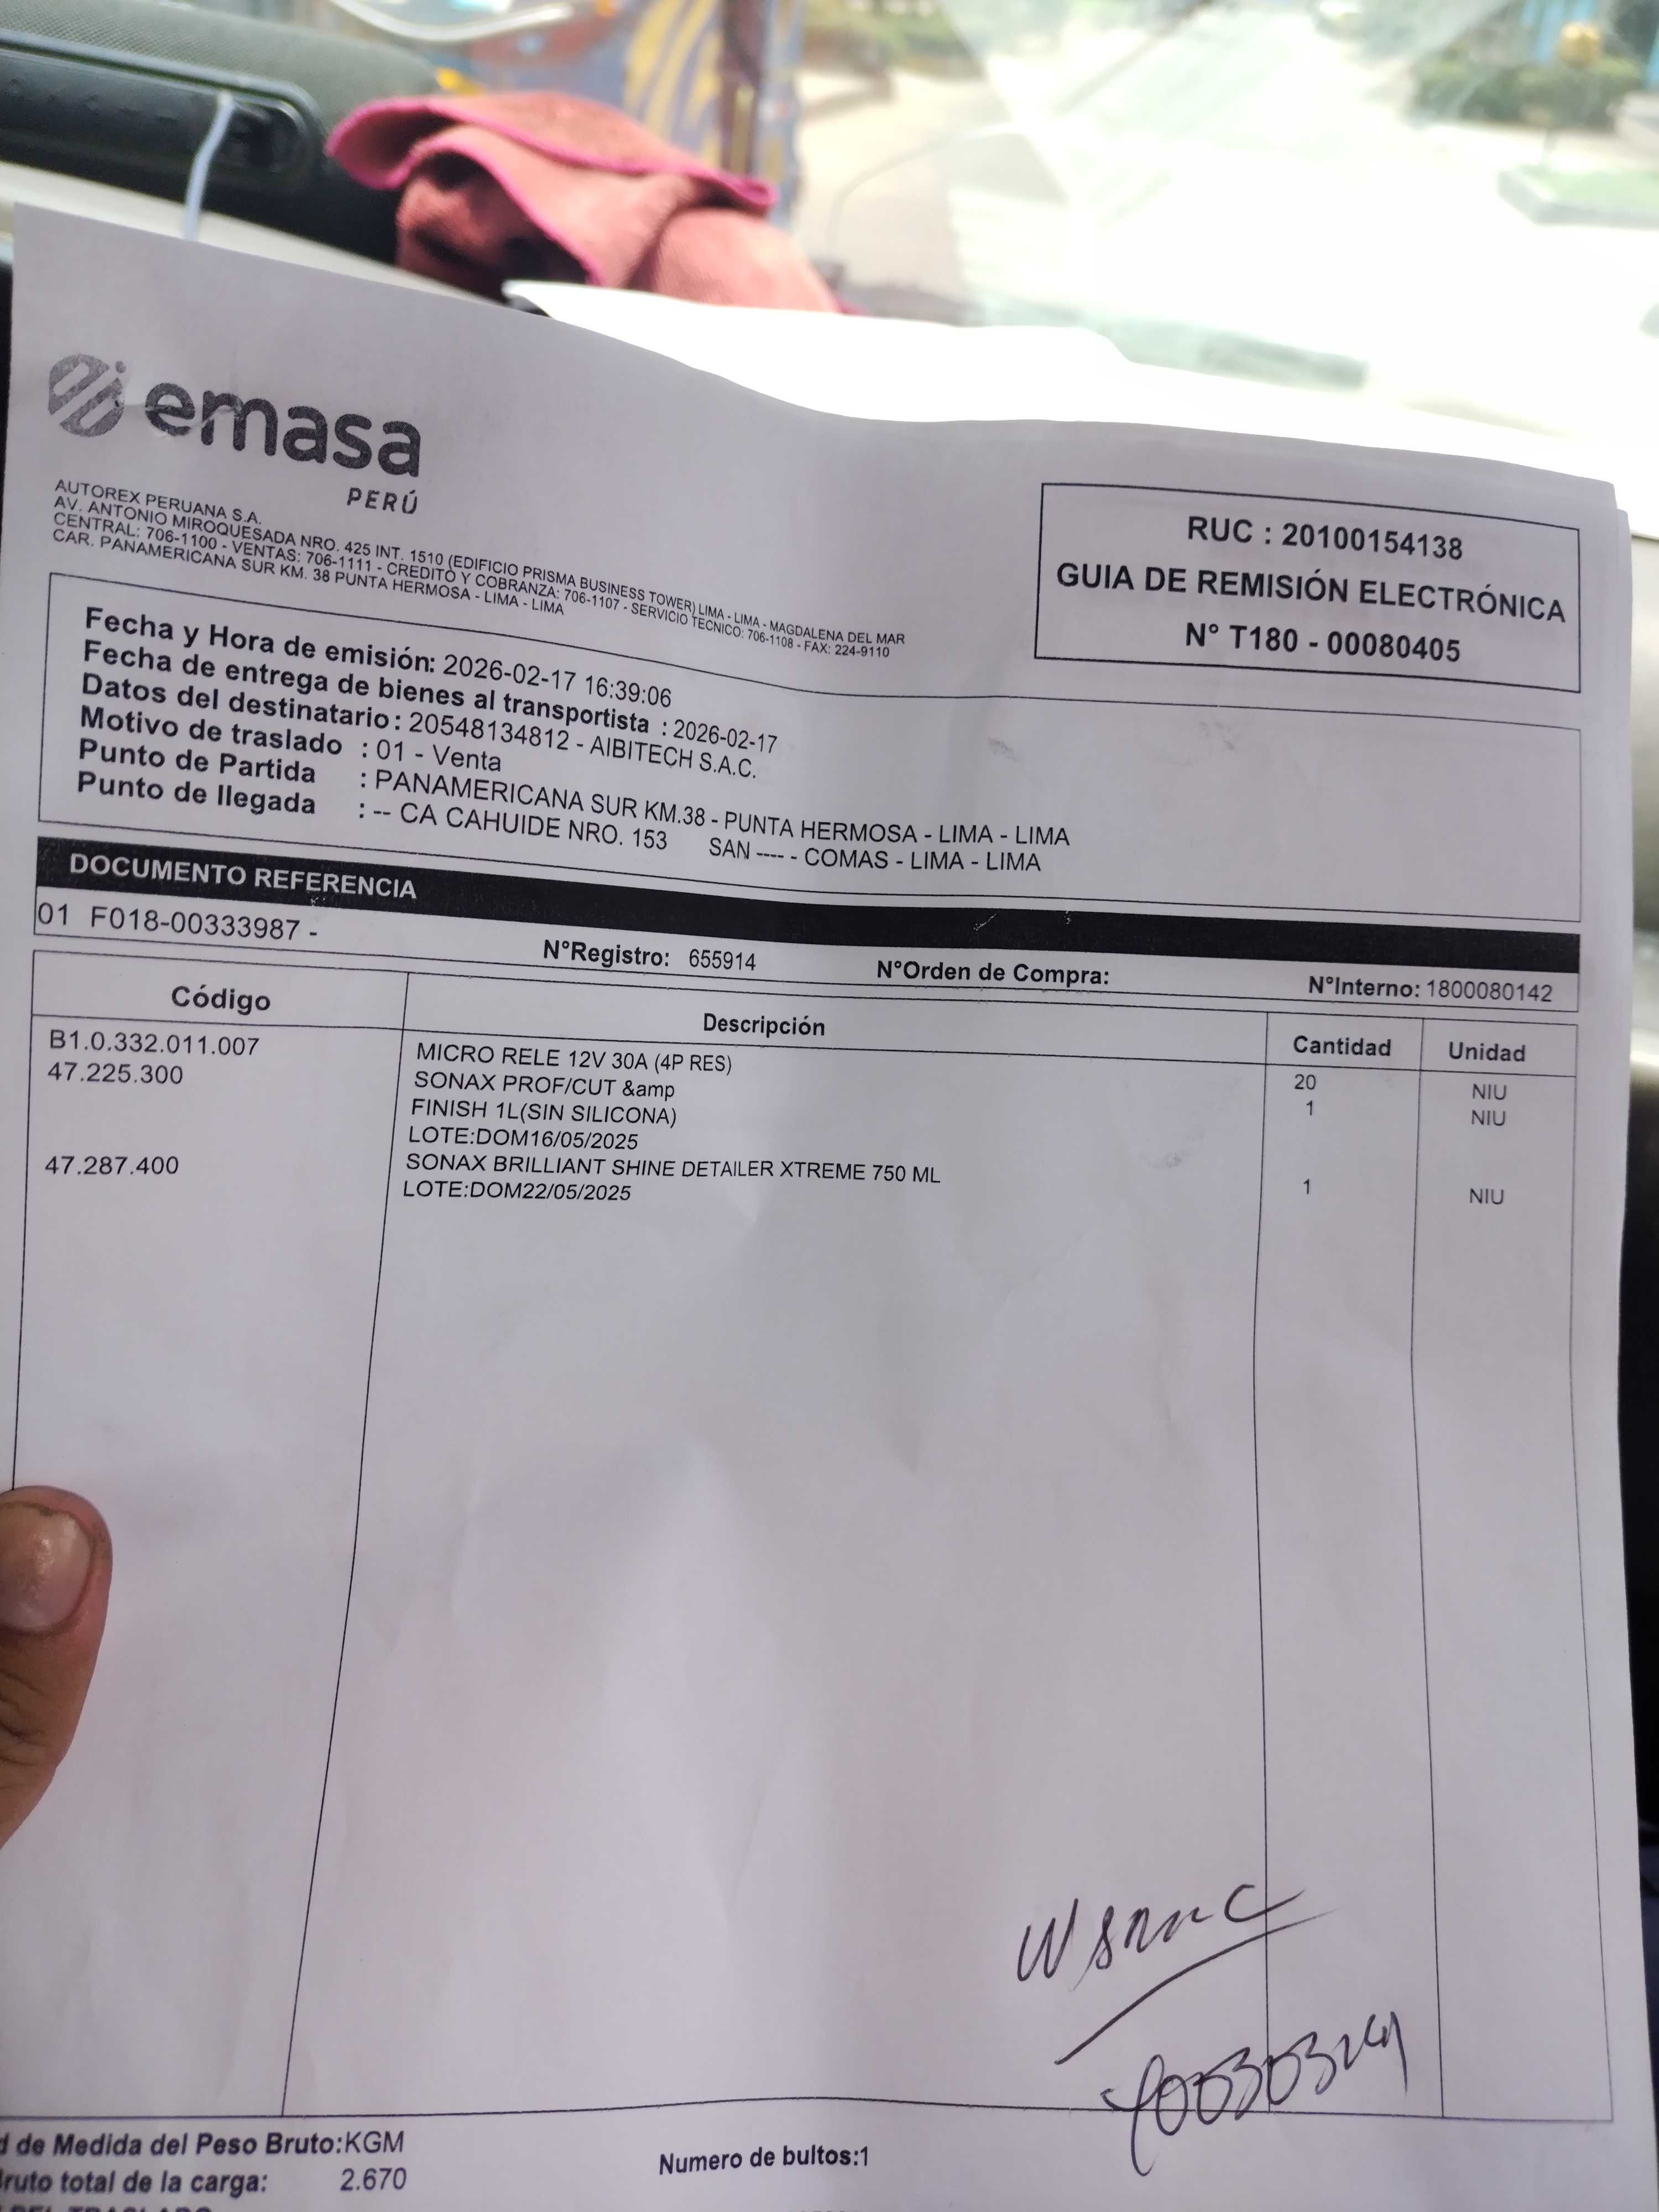 emasa
PERÚ
AUTOREX PERUANA S.A.
AV. ANTONIO MIROQUESADA NRO. 425 INT. 1510 (EDIFICIO PRISMA BUSINESS TOWER) LIMA - LIMA - MAGDALENA DEL MAR
CENTRAL: 706-1100 - VENTAS: 706-1111 - CREDITO Y COBRANZA: 706-1107 - SERVICIO TECNICO: 706-1108 - FAX: 224-9110
CAR. PANAMERICANA SUR KM. 38 PUNTA HERMOSA - LIMA - LIMA
RUC : 20100154138
GUIA DE REMISIÓN ELECTRÓNICA
N° T180 - 00080405
Fecha y Hora de emisión: 2026-02-17 16:39:06
Fecha de entrega de bienes al transportista : 2026-02-17
Datos del destinatario: 20548134812 - AIBITECH S.A.C.
Motivo de traslado : 01 - Venta
Punto de Partida : PANAMERICANA SUR KM.38 - PUNTA HERMOSA - LIMA - LIMA
Punto de llegada : -- CA CAHUIDE NRO. 153 SAN ---- - COMAS - LIMA - LIMA
DOCUMENTO REFERENCIA
01 F018-00333987 -
N°Registro: 655914 N°Orden de Compra: N°Interno: 1800080142
Código Descripción Cantidad Unidad
B1.0.332.011.007 MICRO RELE 12V 30A (4P RES) 20 NIU
47.225.300 SONAX PROF/CUT &amp 1 NIU
FINISH 1L(SIN SILICONA)
LOTE:DOM16/05/2025
47.287.400 SONAX BRILLIANT SHINE DETAILER XTREME 750 ML 1 NIU
LOTE:DOM22/05/2025
de Medida del Peso Bruto:KGM
total de la carga: 2.670
Numero de bultos:1